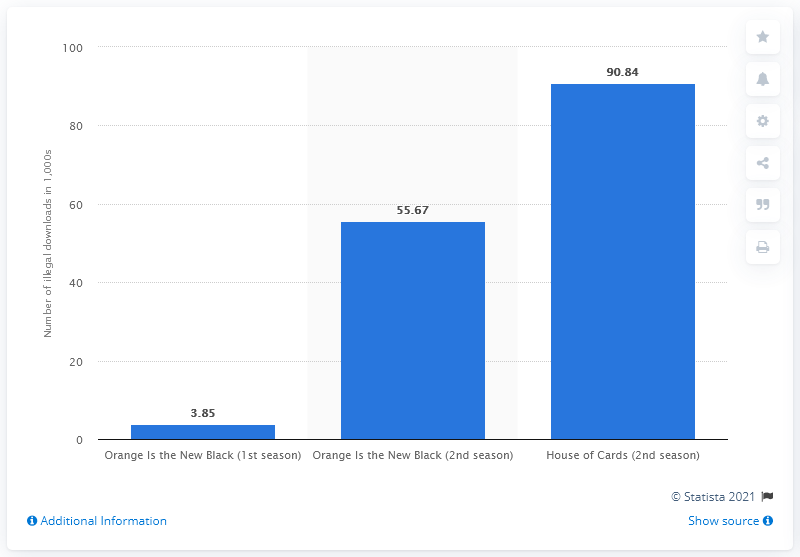 100
80
60
40
20
0
Number of illegal downloads in 1,000s
3.85
55.67
90.84
Orange Is the New Black (1st season)
Orange Is the New Black (2nd season)
House of Cards (2nd season)
© Statista 2021
Additional Information
Show source